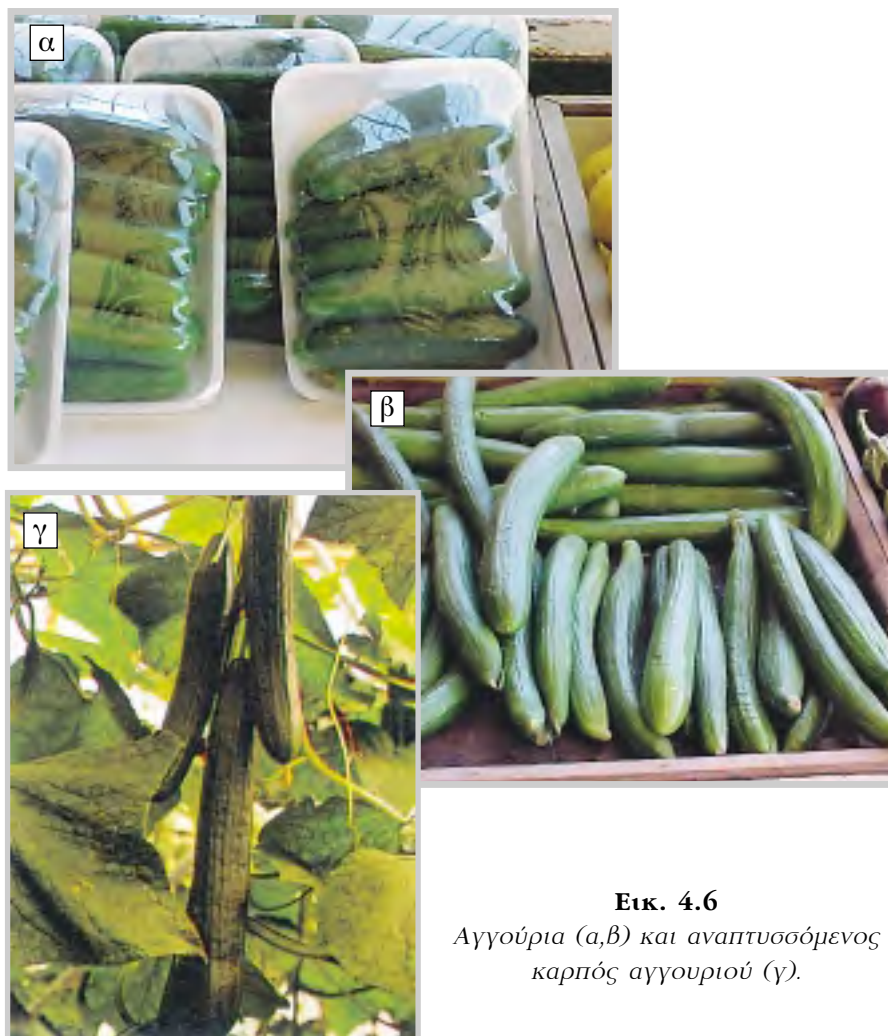 α
β
γ
Εικ. 4.6
Αγγούρια (α,β) και αναπτυσσόμενος
καρπός αγγουριού (γ).